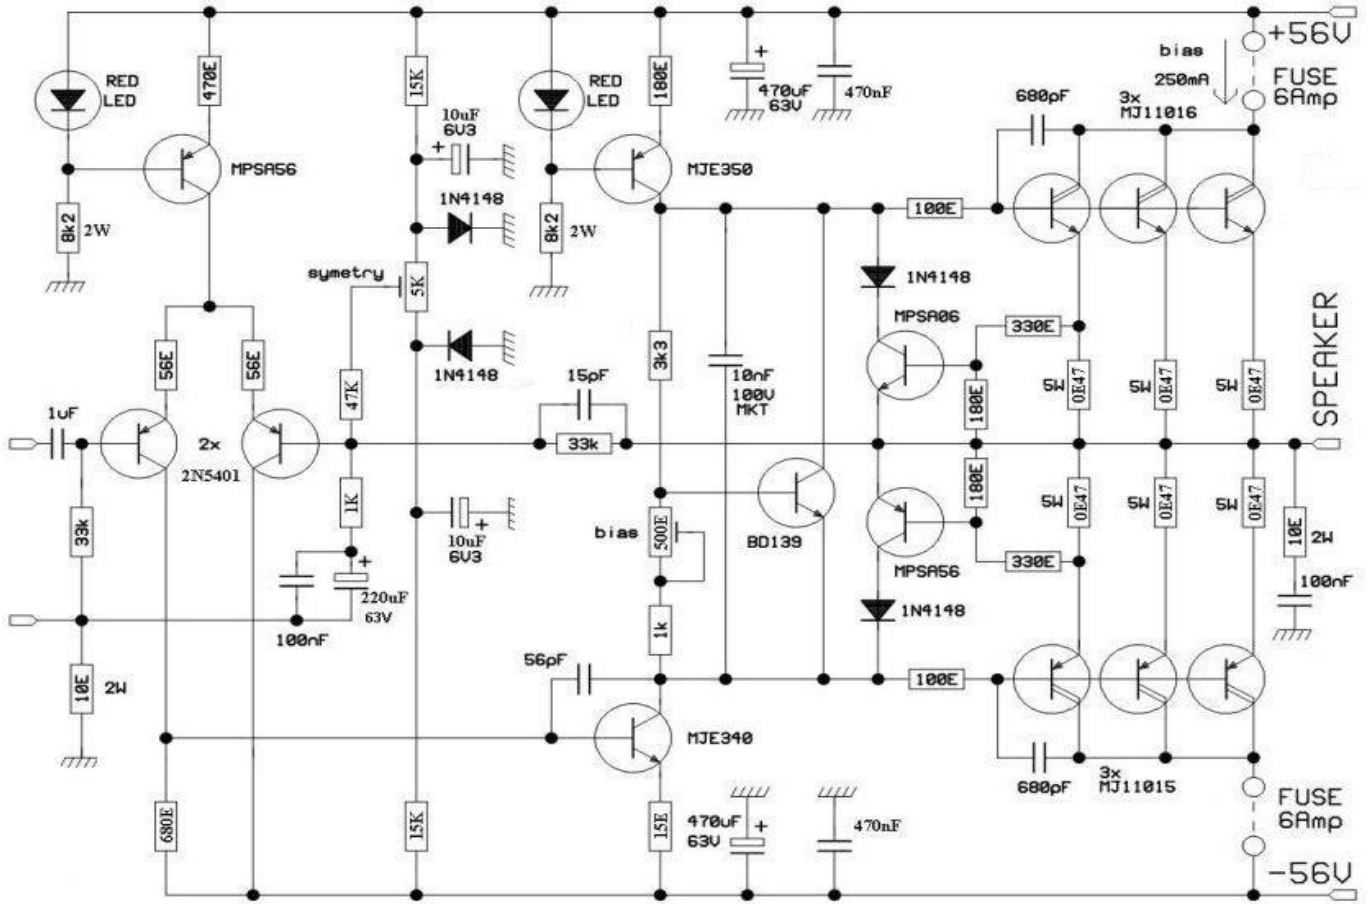 +56V
bias
250mA
FUSE
6Amp
RED
LED
470E
15K
10uF
6V3
+
RED
LED
180E
+
470uF
63V
470nF
680pF
3x
MJ11016
MPSA56
MJE350
8k2
2W
1N4148
8k2
2W
100E
symetry
5K
1N4148
MPSA06
330E
56E
56E
1N4148
3k3
10nF
100V
MKT
180E
5W
0E47
5W
0E47
5W
0E47
SPEAKER
47K
15pF
33k
1uF
2x
2N5401
1K
33k
10uF
6V3
+
bias
500E
BD139
180E
5W
0E47
5W
0E47
5W
0E47
10E
2W
MPSA56
330E
100nF
+
220uF
63V
100nF
1N4148
1k
56pF
10E
2W
100E
MJE340
680pF
3x
MJ11015
680E
15K
15E
470uF
63V
+
470nF
FUSE
6Amp
-56V